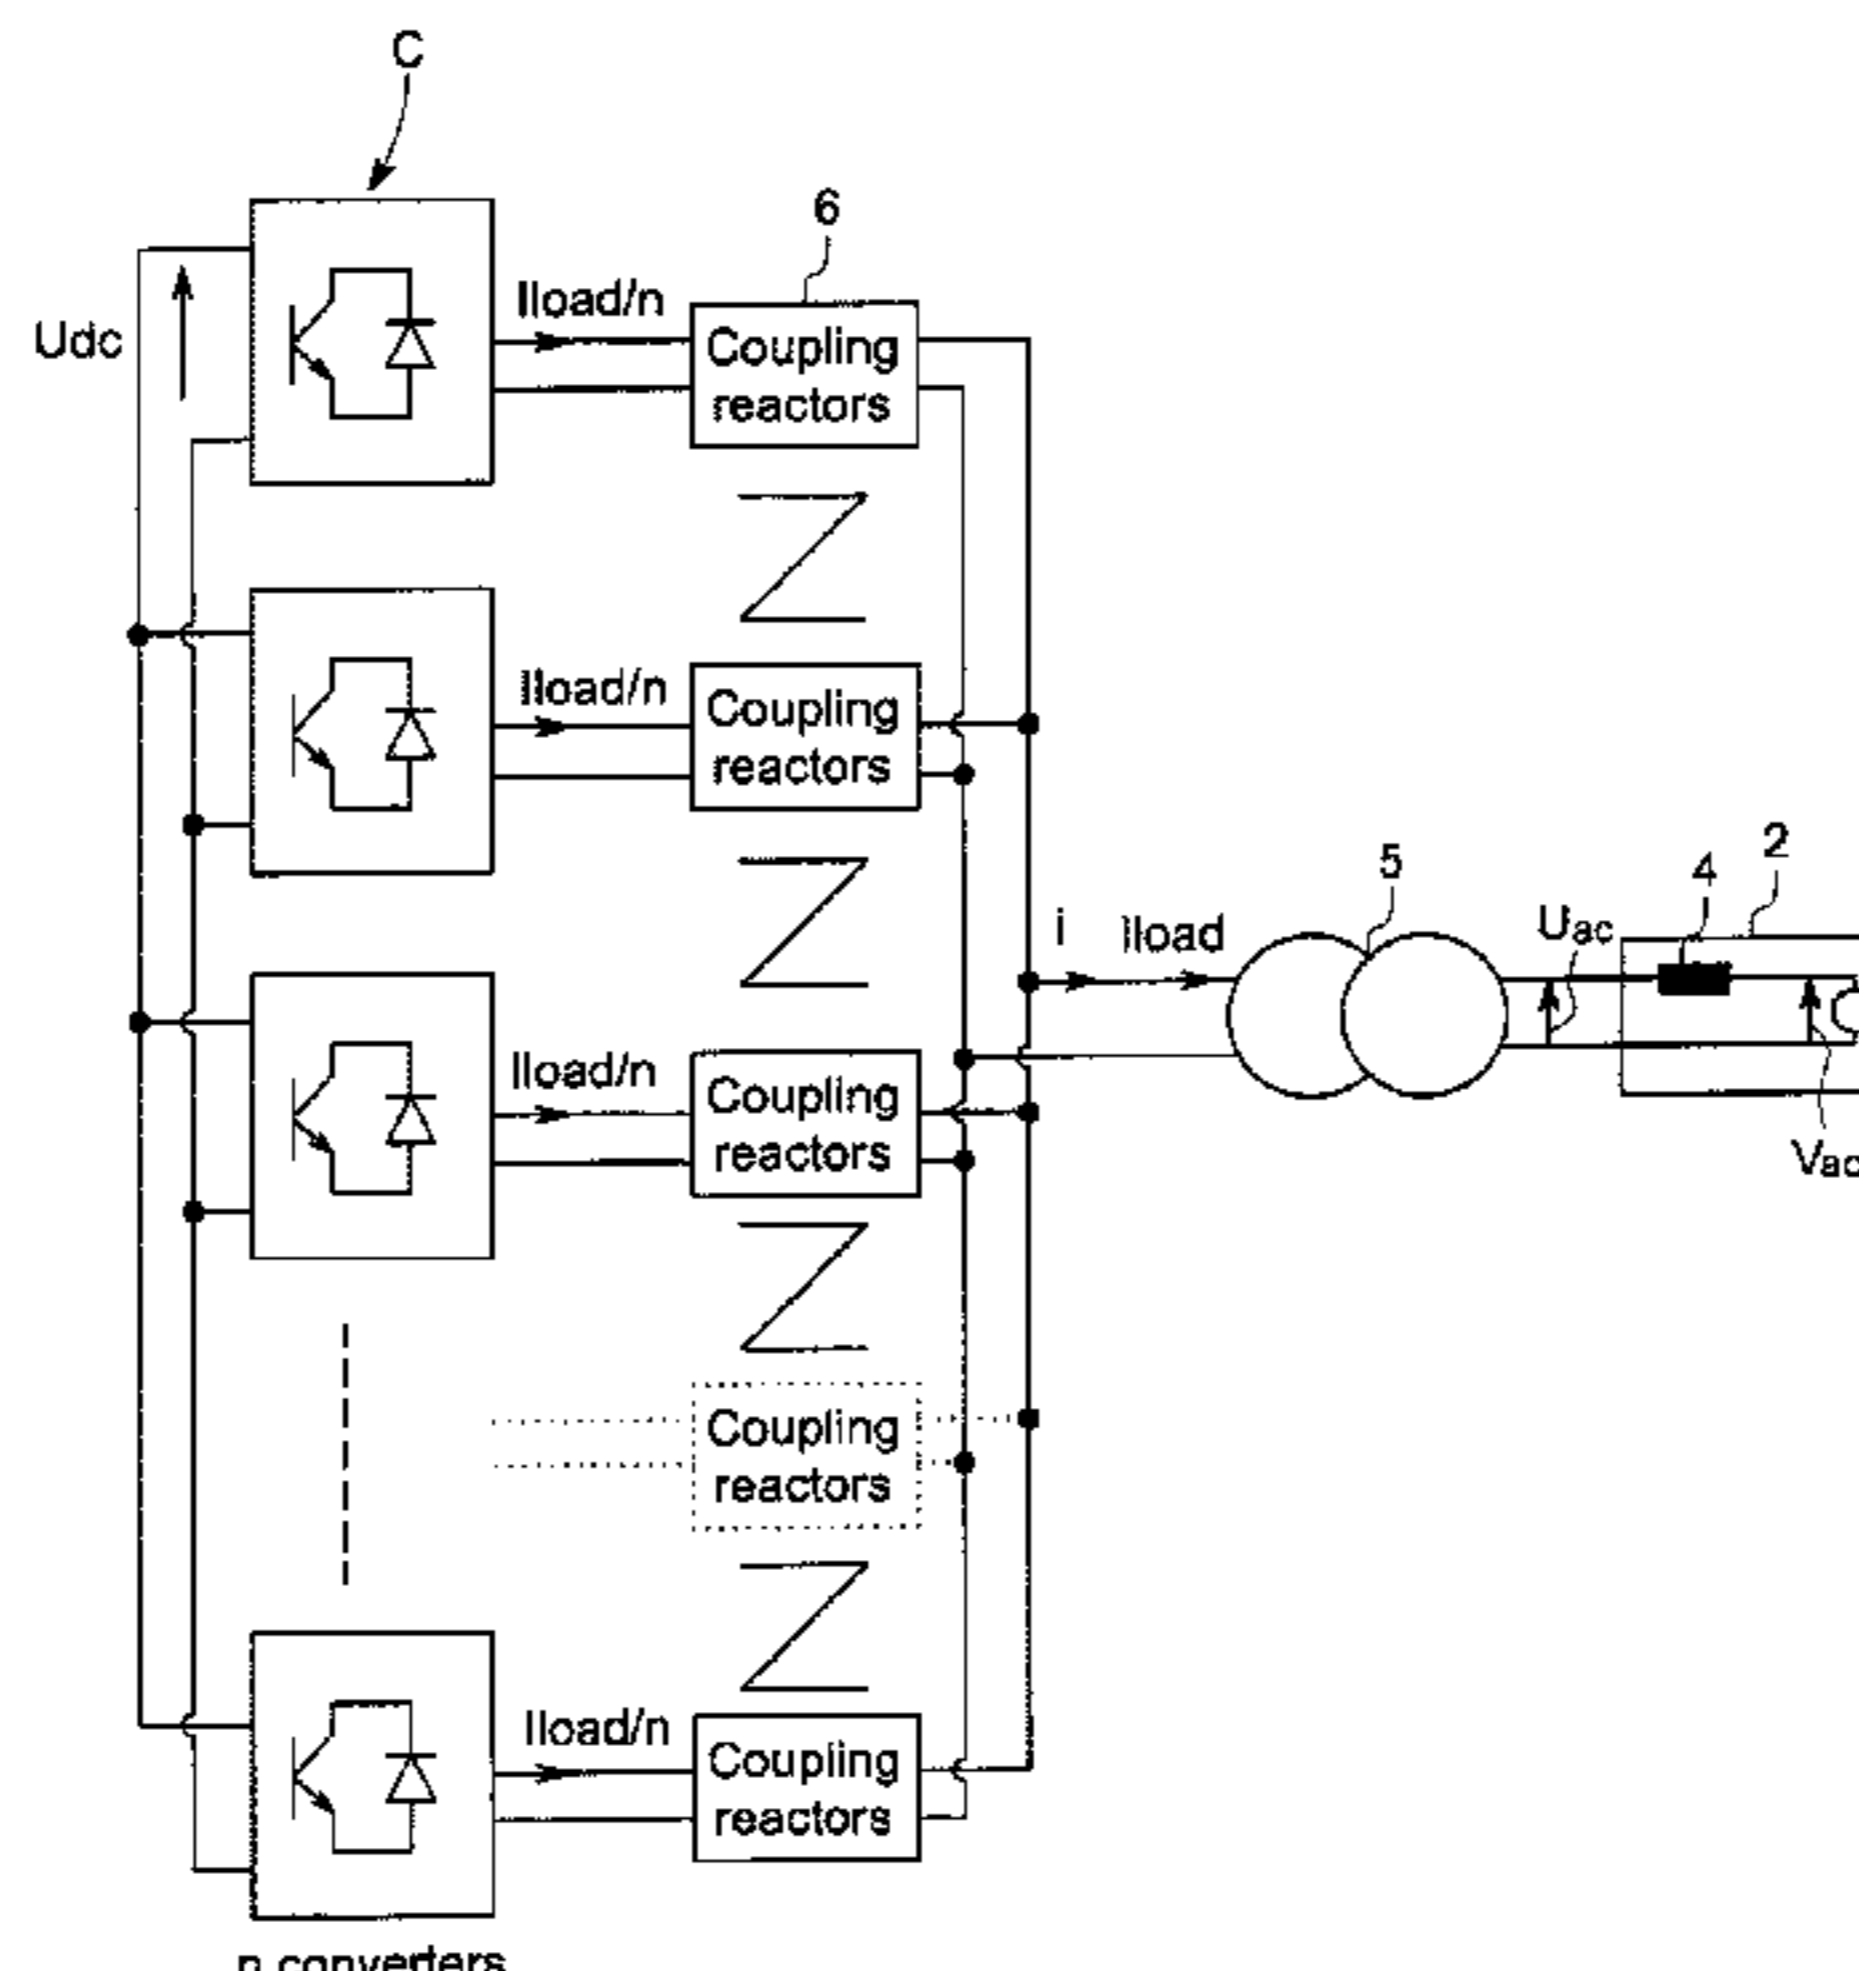 C
6
Udc
Iload/n
Coupling
reactors
Iload/n
Coupling
reactors
i
Iload
5
Uac
4
2
Vac
Iload/n
Coupling
reactors
Coupling
reactors
Iload/n
Coupling
reactors
n converters